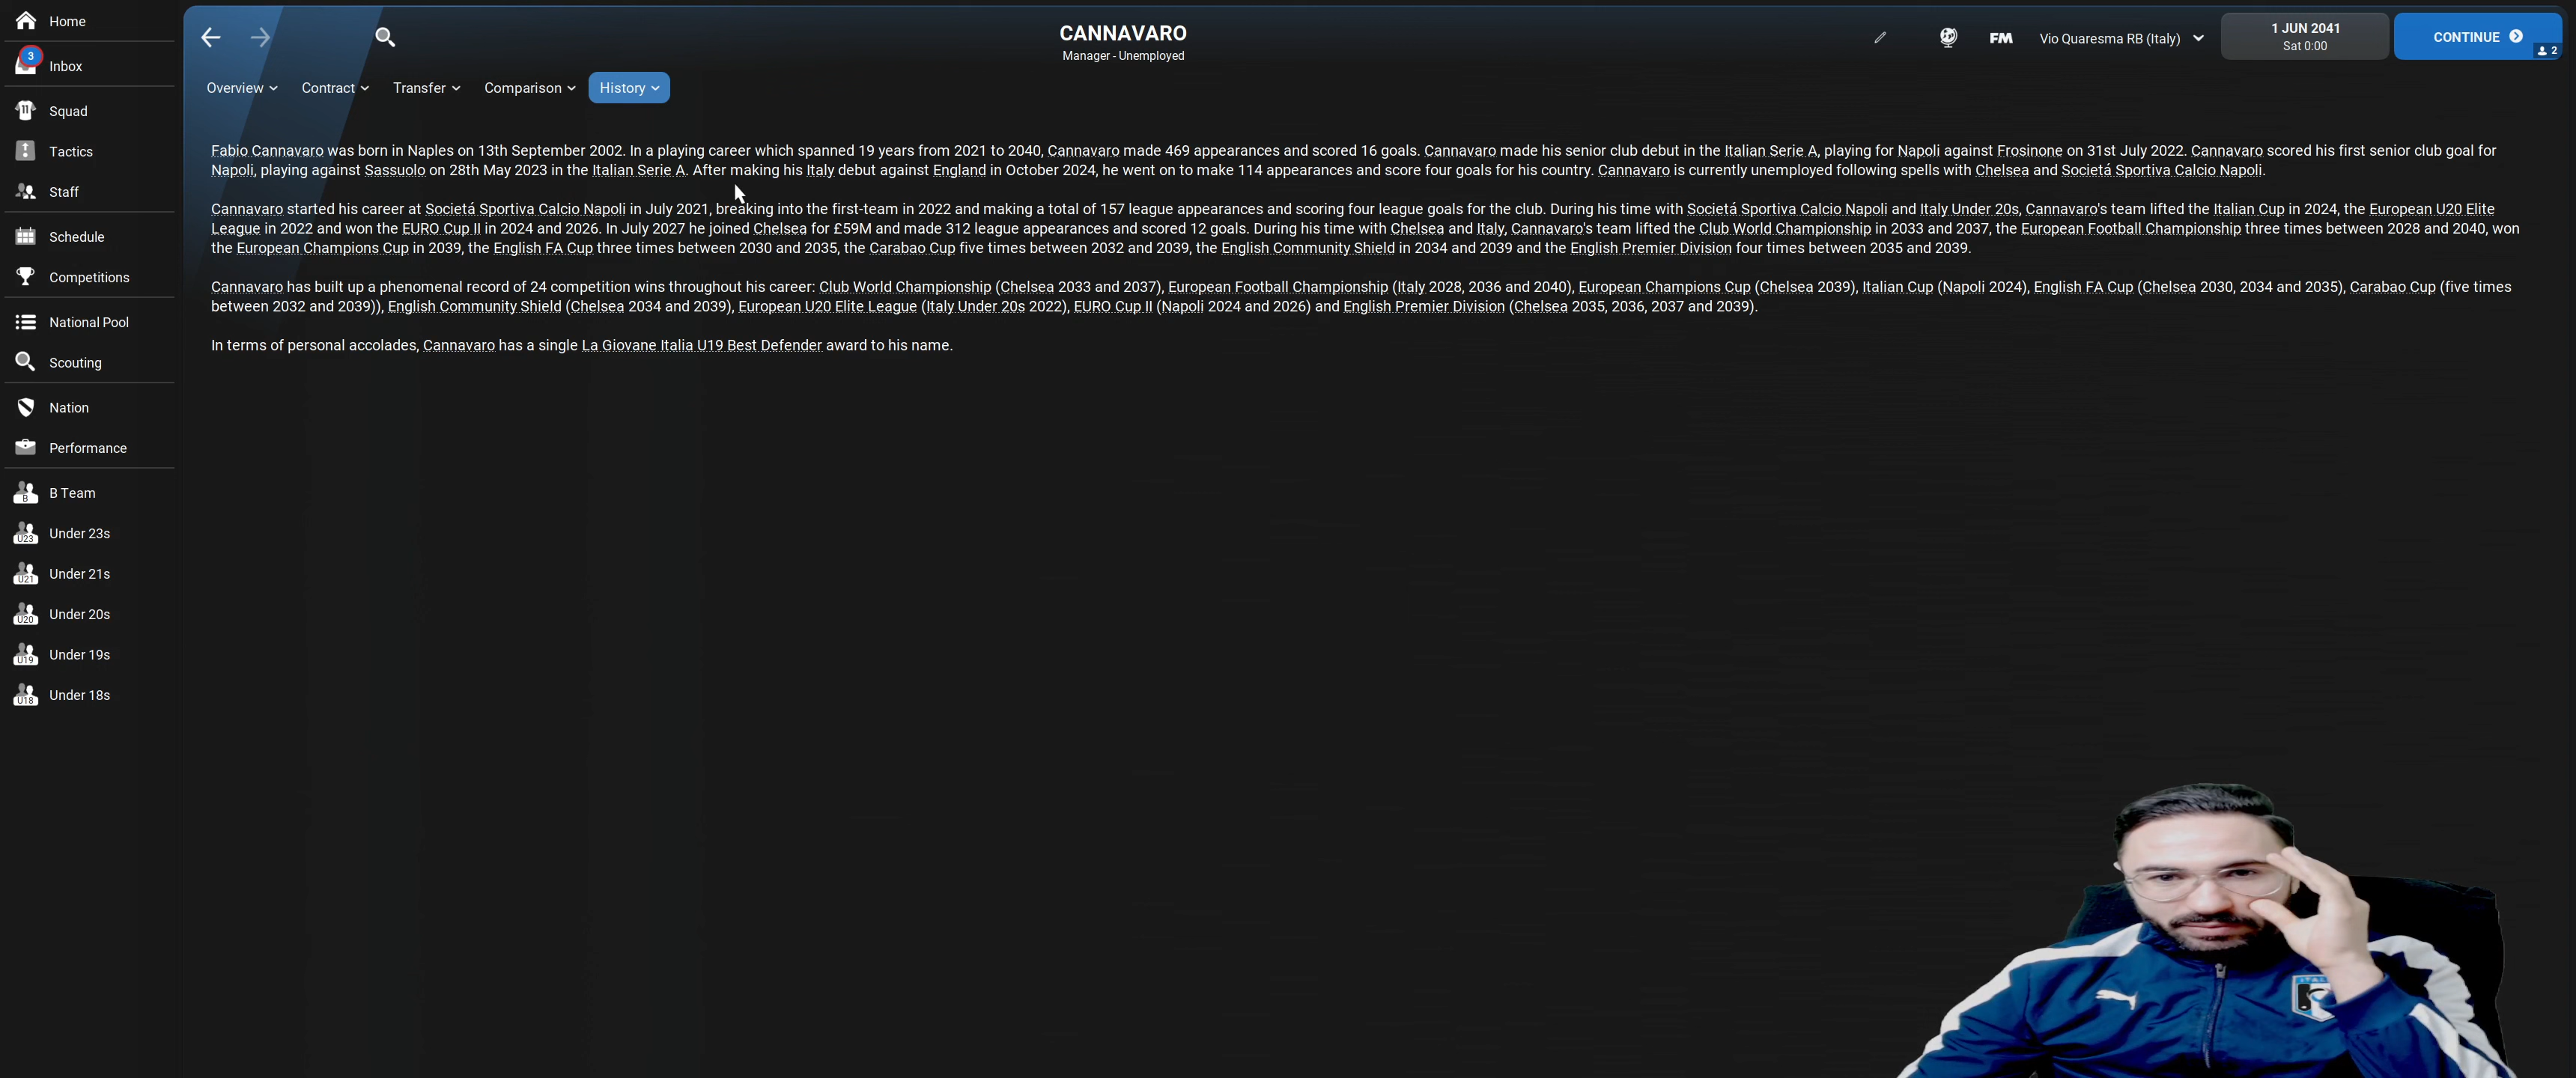 Home
Inbox
3
Squad
Tactics
Staff
Schedule
Competitions
National Pool
Scouting
Nation
Performance
B Team
Under 23s
Under 21s
Under 20s
Under 19s
Under 18s
11
B
U23
U21
U20
U19
U18
CANNAVARO
Manager - Unemployed
FM
Vio Quaresma RB (Italy)
1 JUN 2041
Sat 0:00
CONTINUE
2
Overview
Contract
Transfer
Comparison
History
Fabio Cannavaro was born in Naples on 13th September 2002. In a playing career which spanned 19 years from 2021 to 2040, Cannavaro made 469 appearances and scored 16 goals. Cannavaro made his senior club debut in the Italian Serie A, playing for Napoli against Frosinone on 31st July 2022. Cannavaro scored his first senior club goal for
Napoli, playing against Sassuolo on 28th May 2023 in the Italian Serie A. After making his Italy debut against England in October 2024, he went on to make 114 appearances and score four goals for his country. Cannavaro is currently unemployed following spells with Chelsea and Societá Sportiva Calcio Napoli.
Cannavaro started his career at Societá Sportiva Calcio Napoli in July 2021, breaking into the first-team in 2022 and making a total of 157 league appearances and scoring four league goals for the club. During his time with Societá Sportiva Calcio Napoli and Italy Under 20s, Cannavaro's team lifted the Italian Cup in 2024, the European U20 Elite
League in 2022 and won the EURO Cup II in 2024 and 2026. In July 2027 he joined Chelsea for £59M and made 312 league appearances and scored 12 goals. During his time with Chelsea and Italy, Cannavaro's team lifted the Club World Championship in 2033 and 2037, the European Football Championship three times between 2028 and 2040, won
the European Champions Cup in 2039, the English FA Cup three times between 2030 and 2035, the Carabao Cup five times between 2032 and 2039, the English Community Shield in 2034 and 2039 and the English Premier Division four times between 2035 and 2039.
Cannavaro has built up a phenomenal record of 24 competition wins throughout his career: Club World Championship (Chelsea 2033 and 2037), European Football Championship (Italy 2028, 2036 and 2040), European Champions Cup (Chelsea 2039), Italian Cup (Napoli 2024), English FA Cup (Chelsea 2030, 2034 and 2035), Carabao Cup (five times
between 2032 and 2039)), English Community Shield (Chelsea 2034 and 2039), European U20 Elite League (Italy Under 20s 2022), EURO Cup II (Napoli 2024 and 2026) and English Premier Division (Chelsea 2035, 2036, 2037 and 2039).
In terms of personal accolades, Cannavaro has a single La Giovane Italia U19 Best Defender award to his name.